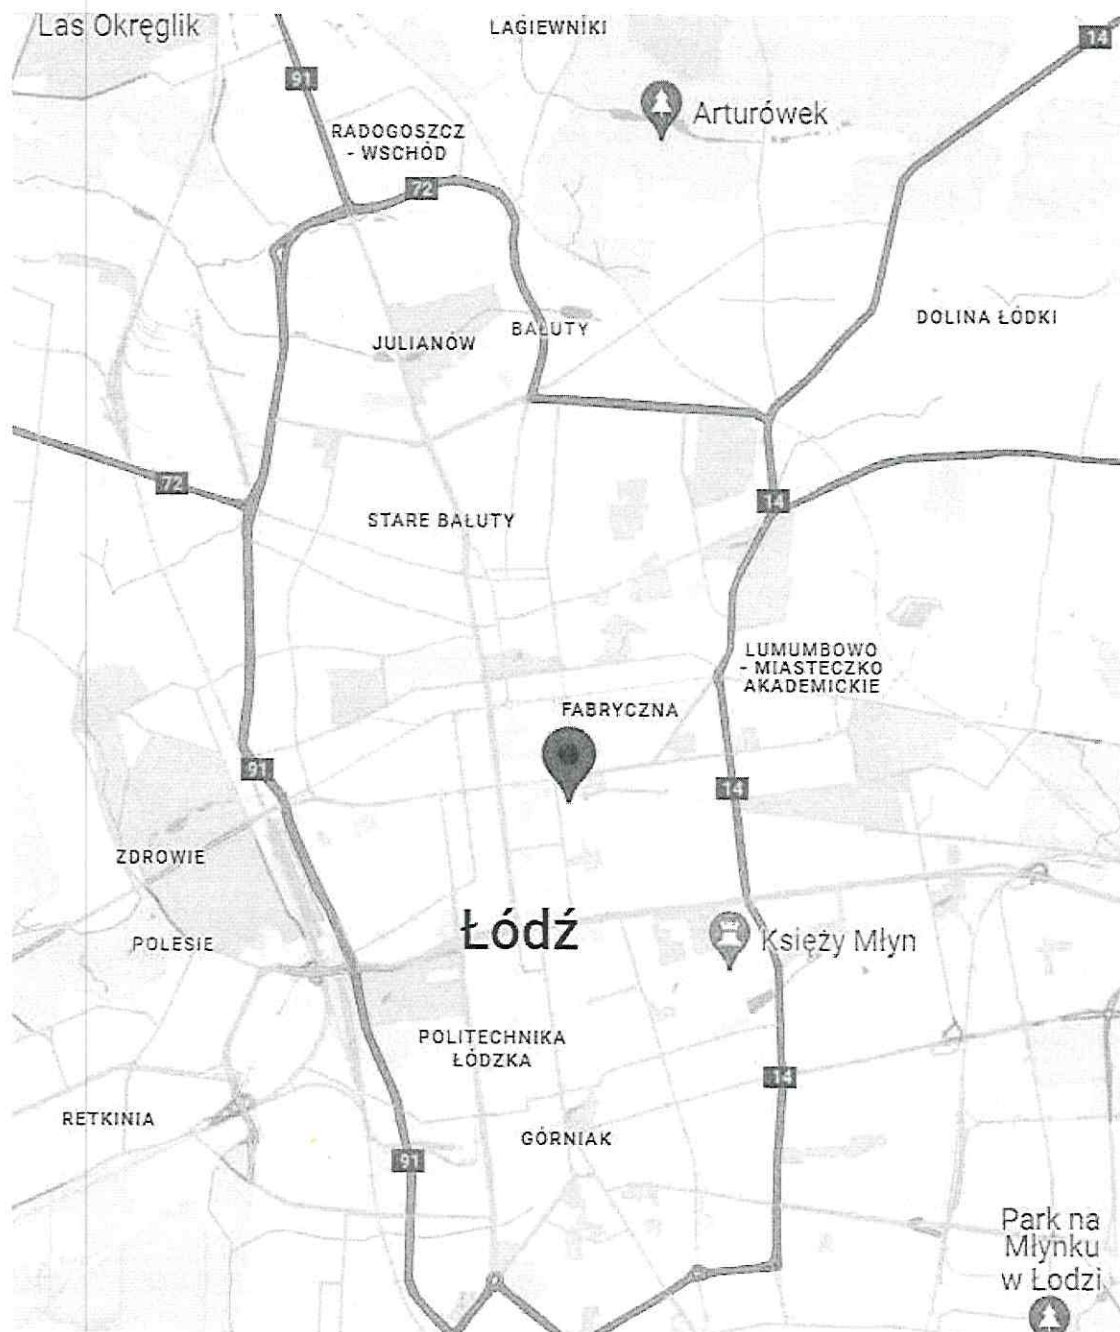 Las Okręglik
LAGIEWNIKI
14
91
Arturówek
RADOGOSZCZ
- WSCHÓD
72
DOLINA ŁÓDKI
BAŁUTY
JULIANÓW
72
14
STARE BAŁUTY
LUMUMBOWO
- MIASTECZKO
AKADEMICKIE
FABRYCZNA
91
14
ZDROWIE
Łódź
POLESIE
Księży Młyn
POLITECHNIKA
ŁÓDZKA
14
RETKINIA
GÓRNIAK
91
Park na
Młynku
w Łodzi